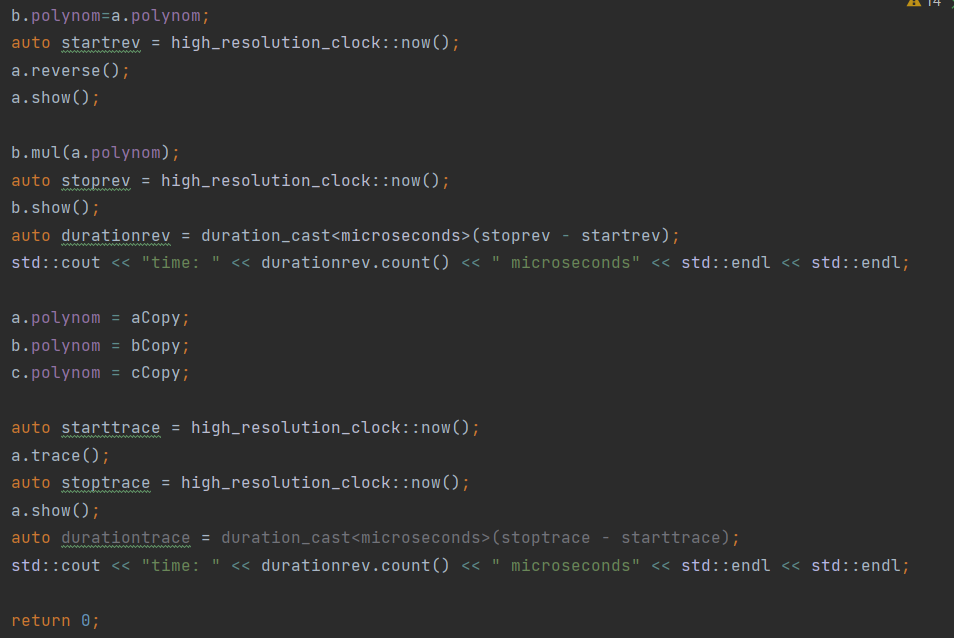 14
b.polynom=a.polynom;
auto startrev = high_resolution_clock::now();
a.reverse();
a.show();
b.mul(a.polynom);
auto stoprev = high_resolution_clock::now();
b.show();
auto durationrev = duration_cast<microseconds>(stoprev - startrev);
std::cout << "time: " << durationrev.count() << " microseconds" << std::endl << std::endl;
a.polynom = aCopy;
b.polynom = bCopy;
c.polynom = cCopy;
auto starttrace = high_resolution_clock::now();
a.trace();
auto stoptrace = high_resolution_clock::now();
a.show();
auto durationtrace = duration_cast<microseconds>(stoptrace - starttrace);
std::cout << "time: " << durationrev.count() << " microseconds" << std::endl << std::endl;
return 0;